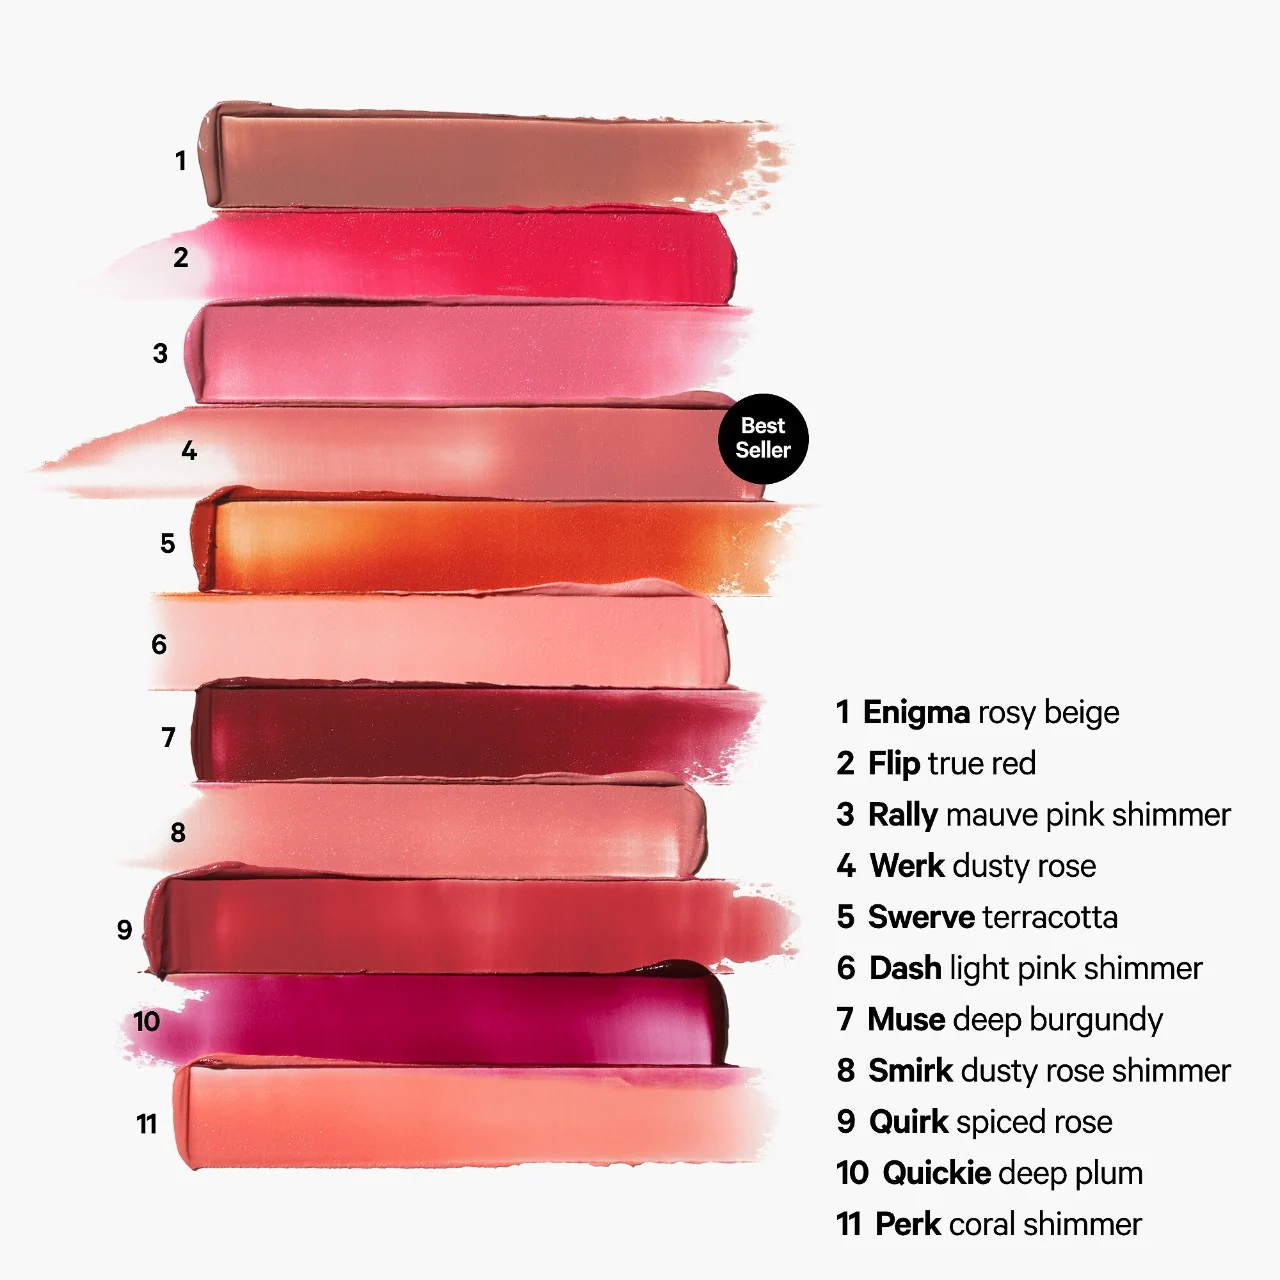 1
2
3
4
Best
Seller
5
6
7
8
9
10
11
1 Enigma rosy beige
2 Flip true red
3 Rally mauve pink shimmer
4 Werk dusty rose
5 Swerve terracotta
6 Dash light pink shimmer
7 Muse deep burgundy
8 Smirk dusty rose shimmer
9 Quirk spiced rose
10 Quickie deep plum
11 Perk coral shimmer